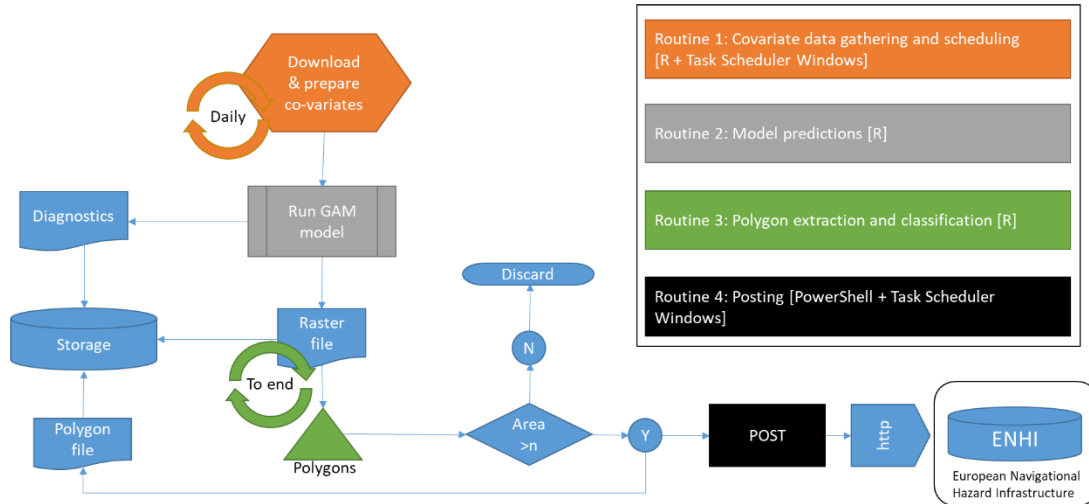 Download
& prepare
co-variates
Daily
Routine 1: Covariate data gathering and scheduling
[R + Task Scheduler Windows]
Routine 2: Model predictions [R]
Routine 3: Polygon extraction and classification [R]
Routine 4: Posting [PowerShell + Task Scheduler
Windows]
Diagnostics
Run GAM
model
Discard
Storage
Raster
file
N
To end
Polygon
file
Polygons
Area
>n
Y
POST
http
ENHI
European Navigational
Hazard Infrastructure